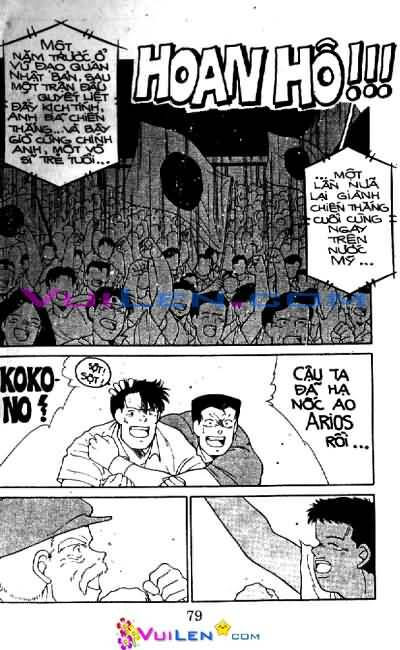 MỘT
NĂM TRƯỚC Ở
VÕ ĐẠO QUÁN
NHẬT BẢN, SAU
MỘT TRẬN ĐẤU
QUYẾT LIỆT
ĐẦY KỊCH TÍNH,
ANH ĐÃ CHIẾN
THẮNG... VÀ BÂY
GIỜ CŨNG CHÍNH
ANH, MỘT VÕ
SĨ TRẺ TUỔI...
HOAN HÔ!!!
... MỘT
LẦN NỮA
LẠI GIÀNH
CHIẾN THẮNG
CUỐI CÙNG
NGAY
TRÊN
NƯỚC
MỸ...
VUILEN.COM
KOKO-
NO!
SỘT!
SỘT!
CẬU TA
ĐÃ HẠ
NỐC AO
ARIOS
RỒI...
79
VUILEN.COM